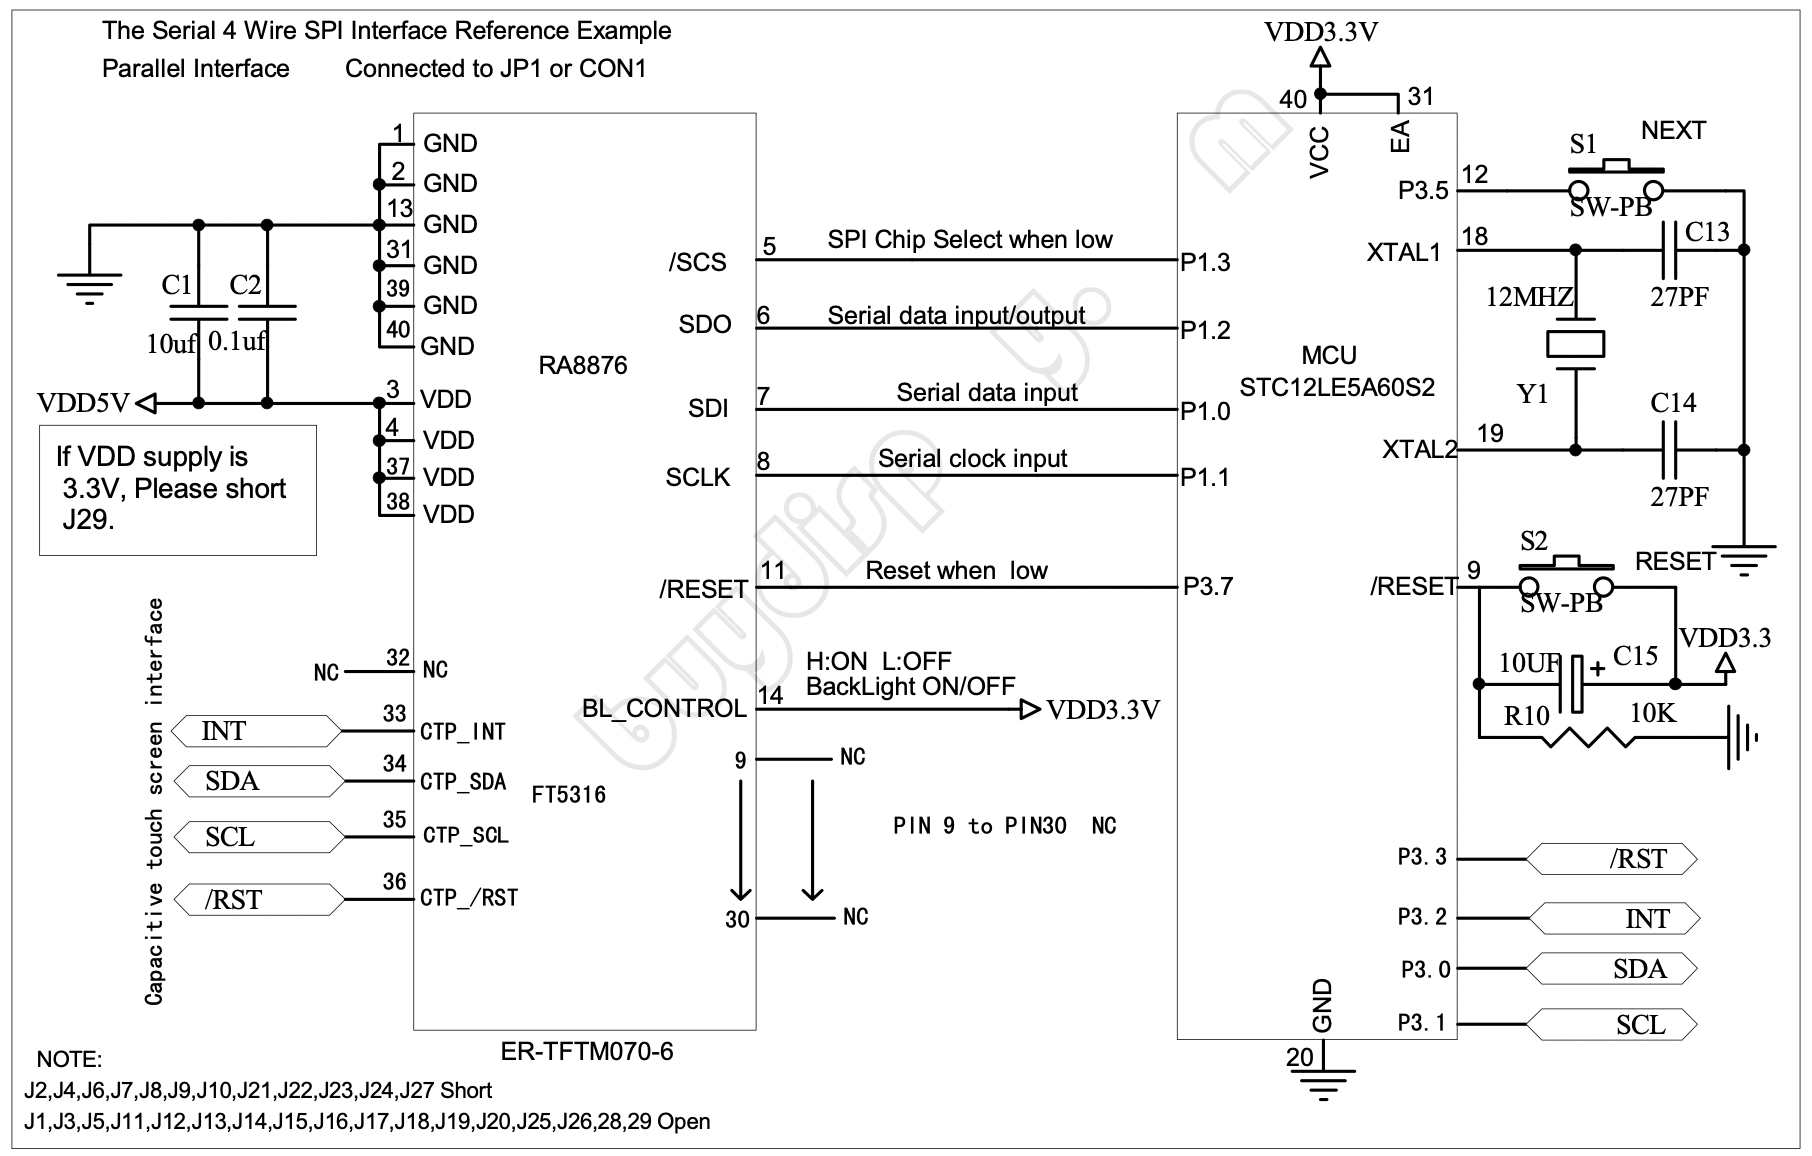 The Serial 4 Wire SPI Interface Reference Example
Parallel Interface Connected to JP1 or CON1
1 GND
2 GND
13 GND
31 GND
39 GND
40 GND
C1
10uf
C2
0.1uf
VDD5V
3 VDD
4 VDD
37 VDD
38 VDD
If VDD supply is
3.3V, Please short
J29.
Capacitive touch screen interface
NC 32 NC
INT 33 CTP_INT
SDA 34 CTP_SDA
SCL 35 CTP_SCL
/RST 36 CTP_/RST
RA8876
FT5316
ER-TFTM070-6
/SCS 5 SPI Chip Select when low P1.3
SDO 6 Serial data input/output P1.2
SDI 7 Serial data input P1.0
SCLK 8 Serial clock input P1.1
/RESET 11 Reset when low P3.7
H:ON L:OFF
BackLight ON/OFF
BL_CONTROL 14 VDD3.3V
9 NC
PIN 9 to PIN30 NC
30 NC
buydisp
y.
m
VDD3.3V
40 31
VCC
EA
MCU
STC12LE5A60S2
P3.5 12
S1 NEXT
SW-PB
XTAL1 18
C13
27PF
12MHZ
Y1
C14
27PF
XTAL2 19
S2 RESET
/RESET 9
SW-PB
VDD3.3
10UF + C15
R10 10K
P3.3 /RST
P3.2 INT
P3.0 SDA
P3.1 SCL
GND
20
NOTE:
J2,J4,J6,J7,J8,J9,J10,J21,J22,J23,J24,J27 Short
J1,J3,J5,J11,J12,J13,J14,J15,J16,J17,J18,J19,J20,J25,J26,28,29 Open